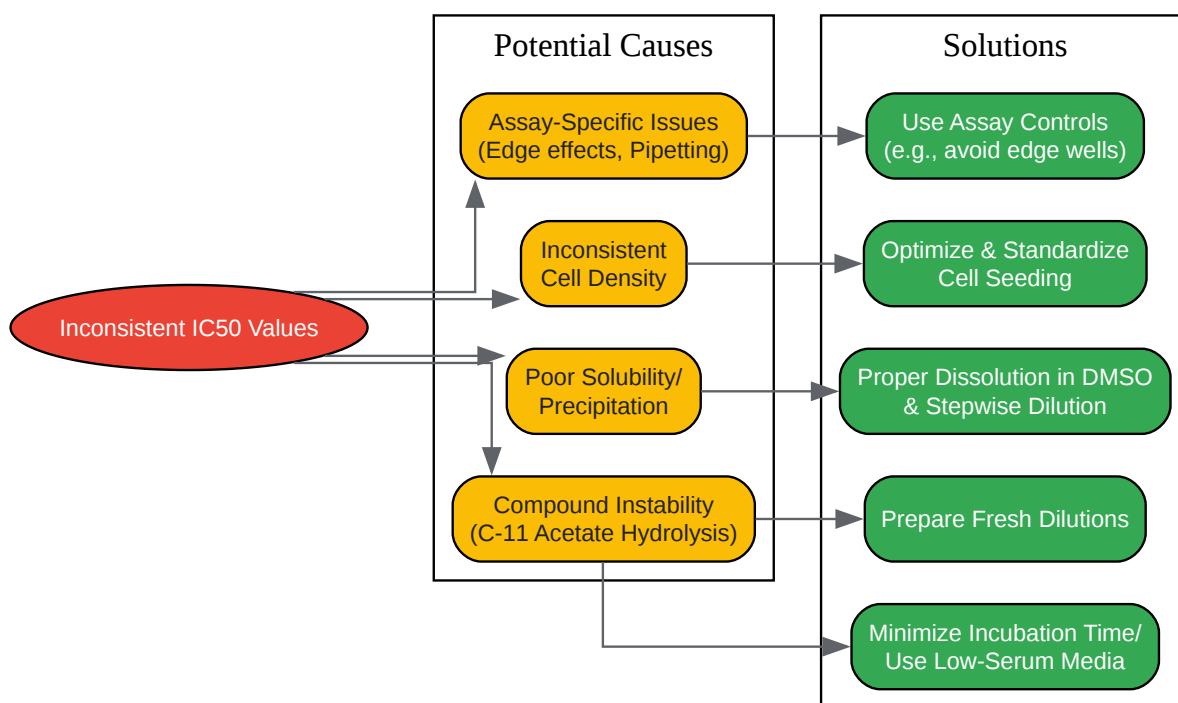 Potential Causes
Solutions
Assay-Specific Issues
(Edge effects, Pipetting)
Use Assay Controls
(e.g., avoid edge wells)
Inconsistent
Cell Density
Optimize & Standardize
Cell Seeding
Inconsistent IC50 Values
Poor Solubility/
Precipitation
Proper Dissolution in DMSO
& Stepwise Dilution
Compound Instability
(C-11 Acetate Hydrolysis)
Prepare Fresh Dilutions
Minimize Incubation Time/
Use Low-Serum Media